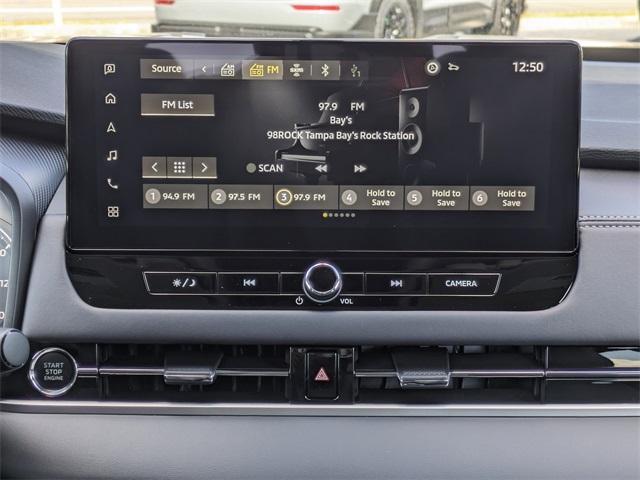 Source
FM
1
12:50
FM List
97.9 FM
Bay's
98ROCK Tampa Bay's Rock Station
SCAN
1 94.9 FM
2 97.5 FM
3 97.9 FM
4 Hold to Save
5 Hold to Save
6 Hold to Save
VOL
CAMERA
START
STOP
ENGINE